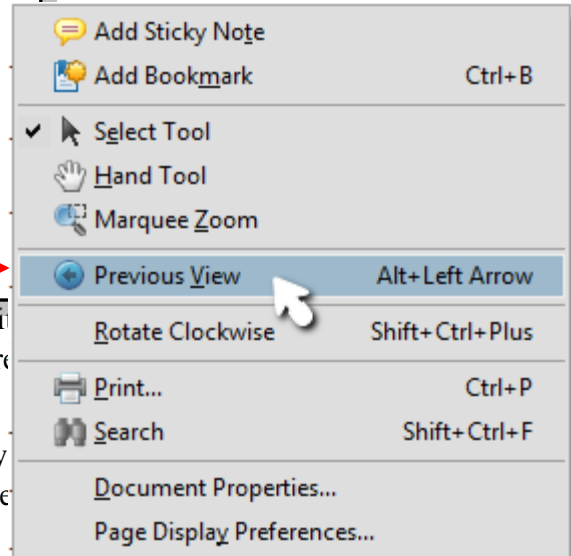 Add Sticky Note
Add Bookmark Ctrl+B
Select Tool
Hand Tool
Marquee Zoom
Previous View Alt+Left Arrow
Rotate Clockwise Shift+Ctrl+Plus
Print... Ctrl+P
Search Shift+Ctrl+F
Document Properties...
Page Display Preferences...